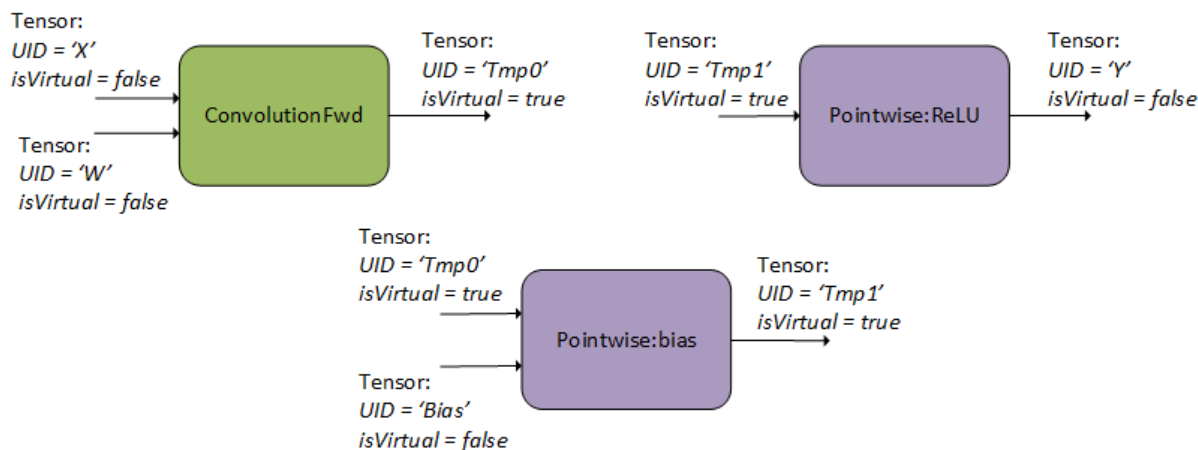 Tensor:
UID = ‘X’
isVirtual = false
Tensor:
UID = ‘W’
isVirtual = false
ConvolutionFwd
Tensor:
UID = ‘Tmp0’
isVirtual = true
Tensor:
UID = ‘Tmp1’
isVirtual = true
Pointwise:ReLU
Tensor:
UID = ‘Y’
isVirtual = false
Tensor:
UID = ‘Tmp0’
isVirtual = true
Tensor:
UID = ‘Bias’
isVirtual = false
Pointwise:bias
Tensor:
UID = ‘Tmp1’
isVirtual = true